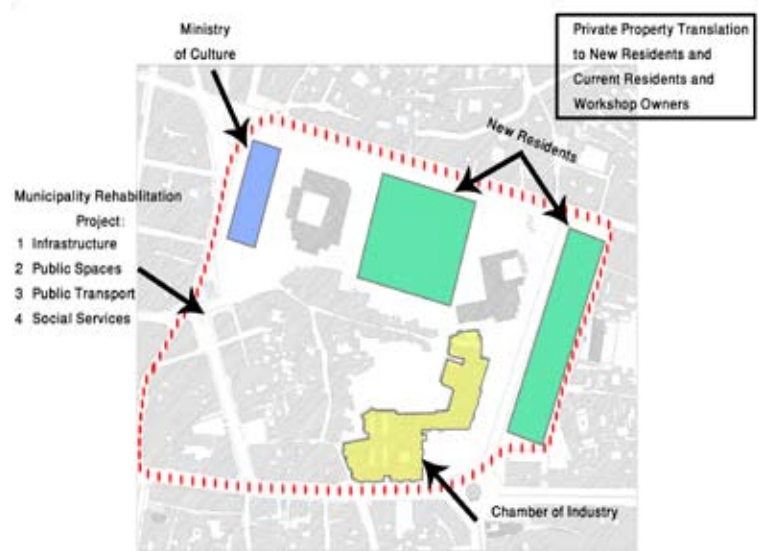 Ministry
of Culture
Private Property Translation
to New Residents and
Current Residents and
Workshop Owners
New Residents
Municipality Rehabilitation
Project:
1 Infrastructure
2 Public Spaces
3 Public Transport
4 Social Services
Chamber of Industry